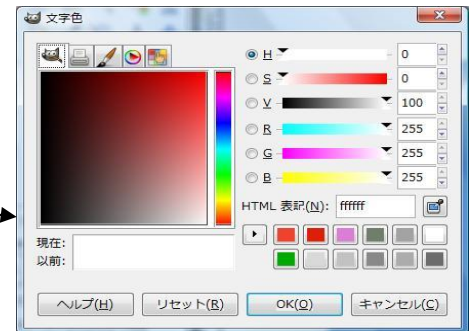 文字色
H 0
S 0
V 100
R 255
G 255
B 255
HTML 表記(N): ffffff
現在:
以前:
ヘルプ(H) リセット(R) OK(O) キャンセル(C)